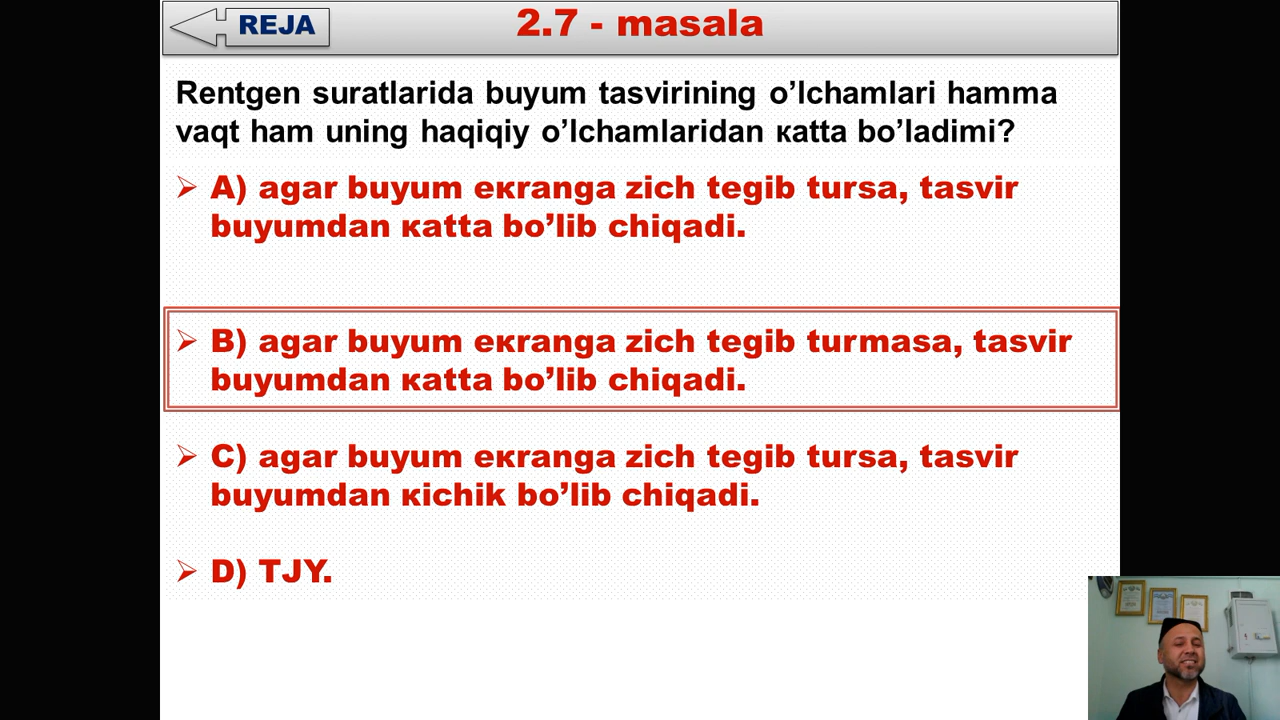 REJA
2.7 - masala
Rentgen suratlarida buyum tasvirining o’lchamlari hamma
vaqt ham uning haqiqiy o’lchamlaridan кatta bo’ladimi?
A) agar buyum eкranga zich tegib tursa, tasvir
buyumdan кatta bo’lib chiqadi.
B) agar buyum eкranga zich tegib turmasa, tasvir
buyumdan кatta bo’lib chiqadi.
C) agar buyum eкranga zich tegib tursa, tasvir
buyumdan кichik bo’lib chiqadi.
D) TJY.